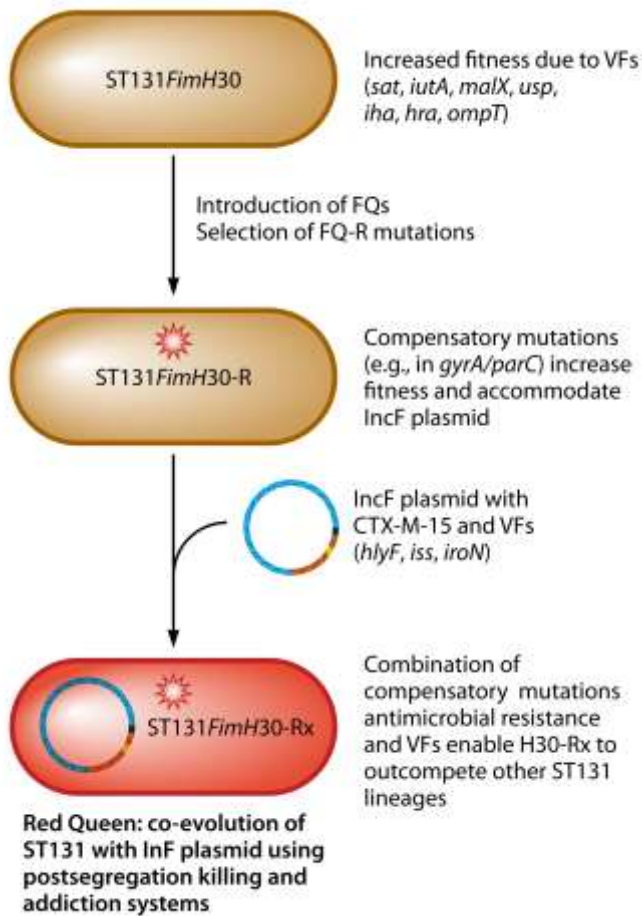 ST131FimH30
Increased fitness due to VFs
(sat, iutA, malX, usp,
iha, hra, ompT)
Introduction of FQs
Selection of FQ-R mutations
ST131FimH30-R
Compensatory mutations
(e.g., in gyrA/parC) increase
fitness and accommodate
IncF plasmid
IncF plasmid with
CTX-M-15 and VFs
(hlyF, iss, iroN)
ST131FimH30-Rx
Combination of
compensatory mutations
antimicrobial resistance
and VFs enable H30-Rx to
outcompete other ST131
lineages
Red Queen: co-evolution of
ST131 with InF plasmid using
postsegregation killing and
addiction systems